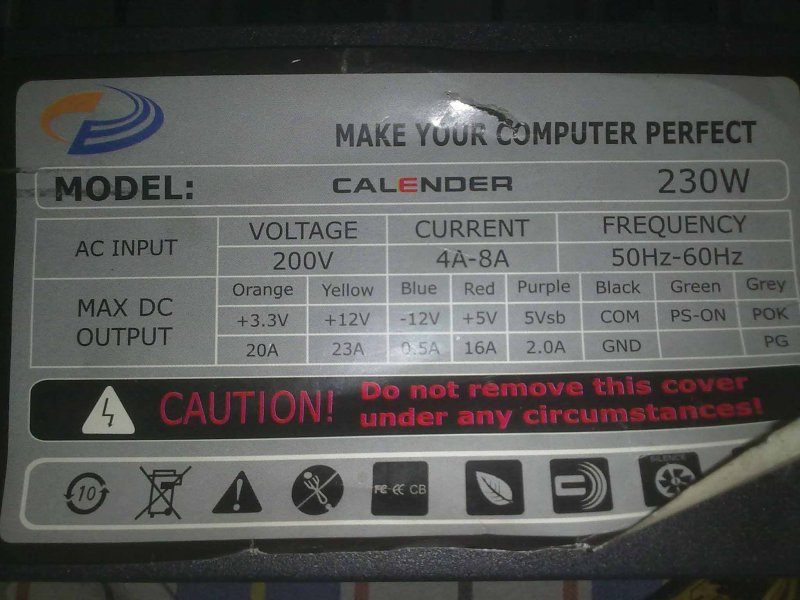 MAKE YOUR COMPUTER PERFECT
MODEL: CALENDER 230W
AC INPUT VOLTAGE CURRENT FREQUENCY
200V 4A-8A 50Hz-60Hz
MAX DC OUTPUT Orange Yellow Blue Red Purple Black Green Grey
+3.3V +12V -12V +5V 5Vsb COM PS-ON POK
20A 23A 0.5A 16A 2.0A GND PG
CAUTION! Do not remove this cover
under any circumstances!
10 FC CE CB SILENCE